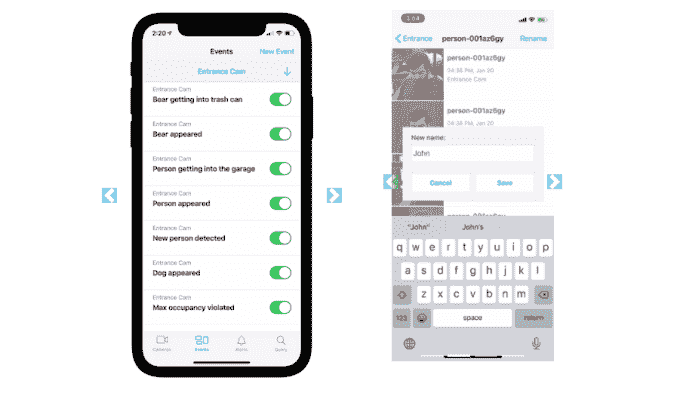 2:20
Events
New Event
Entrance Cam
Entrance Cam
Bear getting into trash can
Entrance Cam
Bear appeared
Entrance Cam
Person getting into the garage
Entrance Cam
Person appeared
Entrance Cam
New person detected
Entrance Cam
Dog appeared
Entrance Cam
Max occupancy violated
Cameras
Events
Alerts
Query
Entrance
person-001az6gy
Rename
person-001az6gy
04:38 PM, Jan 20
Entrance Cam
person-001az6gy
04:38 PM, Jan 20
New name:
John
Cancel
Save
person-001az6gy
"John"
John's
q w e r t y u i o p
a s d f g h j k l
z x c v b n m
123
space
return